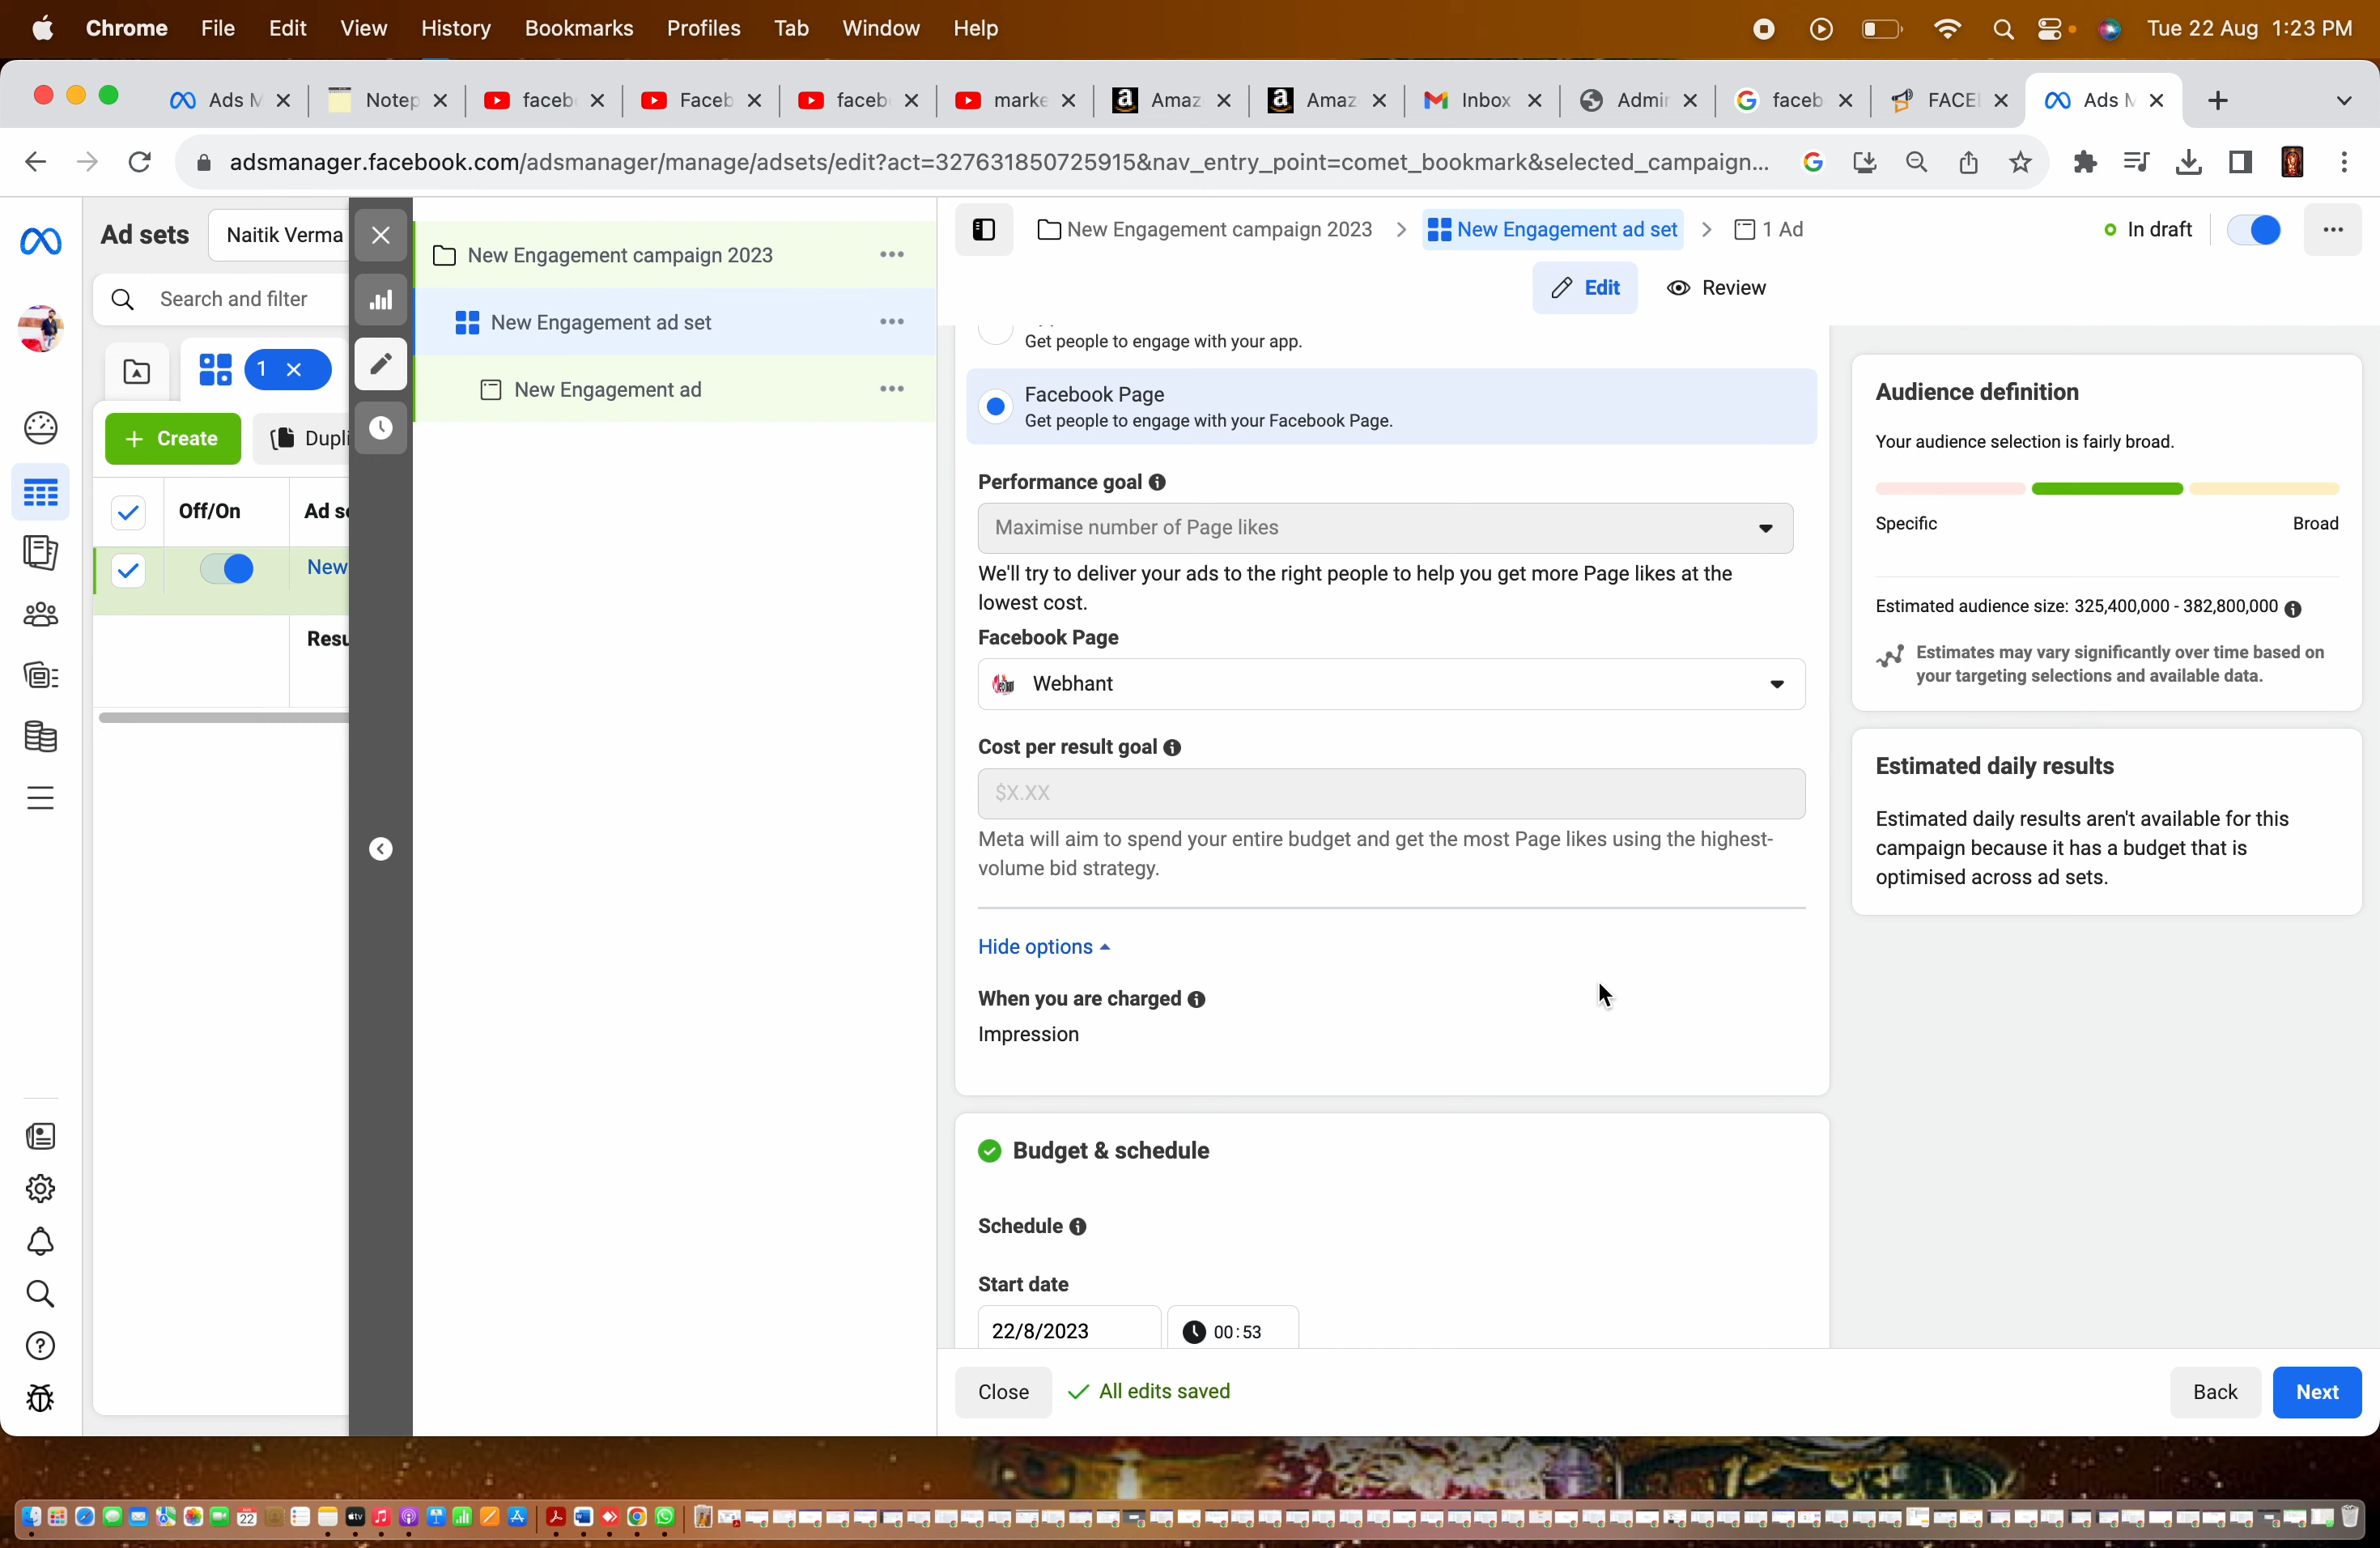 Chrome File Edit View History Bookmarks Profiles Tab Window Help Tue 22 Aug 1:23 PM
Ads M Notep faceb Faceb faceb marke Amaz Amaz Inbox Admin faceb FACE Ads M
adsmanager.facebook.com/adsmanager/manage/adsets/edit?act=327631850725915&nav_entry_point=comet_bookmark&selected_campaign...
Ad sets Naitik Verma
Search and filter
1
Create Dupli
Off/On Ad se
New
Resu
New Engagement campaign 2023
New Engagement ad set
New Engagement ad
New Engagement campaign 2023 New Engagement ad set 1 Ad In draft
Edit Review
Get people to engage with your app.
Facebook Page
Get people to engage with your Facebook Page.
Performance goal
Maximise number of Page likes
We'll try to deliver your ads to the right people to help you get more Page likes at the
lowest cost.
Facebook Page
Webhant
Cost per result goal
$X.XX
Meta will aim to spend your entire budget and get the most Page likes using the highest-
volume bid strategy.
Hide options
When you are charged
Impression
Budget & schedule
Schedule
Start date
22/8/2023 00:53
Audience definition
Your audience selection is fairly broad.
Specific Broad
Estimated audience size: 325,400,000 - 382,800,000
Estimates may vary significantly over time based on
your targeting selections and available data.
Estimated daily results
Estimated daily results aren't available for this
campaign because it has a budget that is
optimised across ad sets.
Close All edits saved Back Next